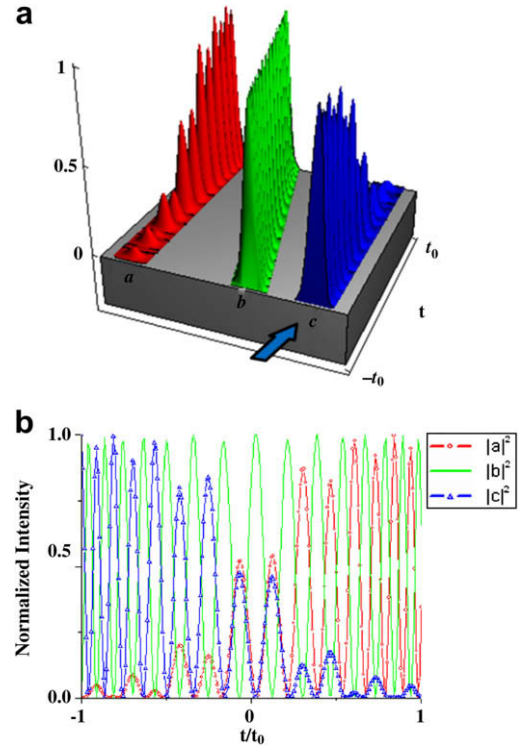 a
1
0.5
0
a
b
c
t₀
t
−t₀
b
1.0
0.5
0.0
Normalized Intensity
-1
0
1
t/t₀
|a|²
|b|²
|c|²